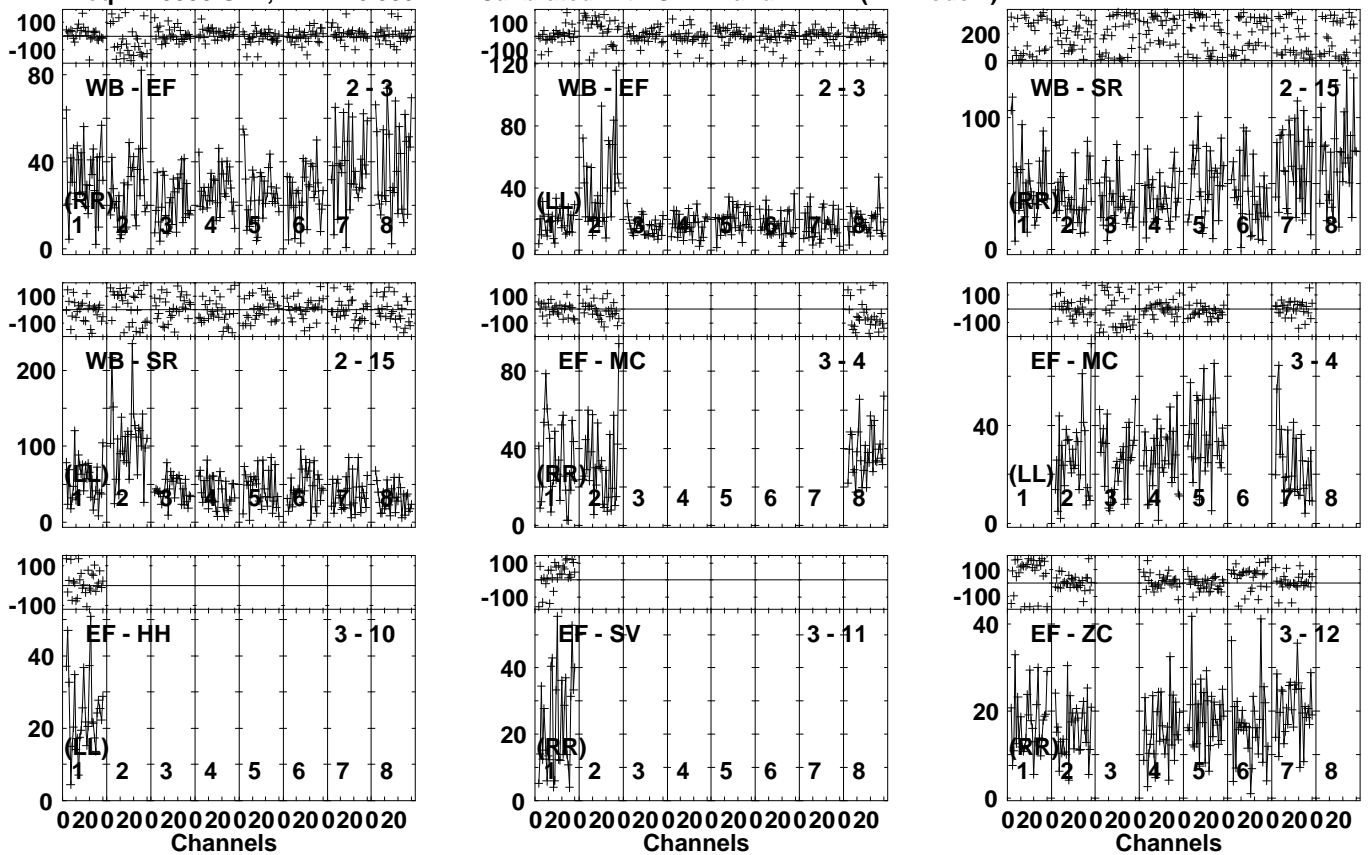 100
-100
80
40
0
WB - EF 2 - 3
(RR)
1 2 3 4 5 6 7 8
100
-100
120
80
40
0
WB - EF 2 - 3
(LL)
1 2 3 4 5 6 7 8
200
0
100
0
WB - SR 2 - 15
(RR)
1 2 3 4 5 6 7 8
100
-100
200
100
0
WB - SR 2 - 15
(LL)
1 2 3 4 5 6 7 8
100
-100
80
40
0
EF - MC 3 - 4
(RR)
1 2 3 4 5 6 7 8
100
-100
40
0
EF - MC 3 - 4
(LL)
1 2 3 4 5 6 7 8
100
-100
40
20
0
EF - HH 3 - 10
(LL)
1 2 3 4 5 6 7 8
020020020020020020020020
Channels
100
-100
40
20
0
EF - SV 3 - 11
(RR)
1 2 3 4 5 6 7 8
020020020020020020020020
Channels
100
-100
40
20
0
EF - ZC 3 - 12
(RR)
1 2 3 4 5 6 7 8
020020020020020020020020
Channels